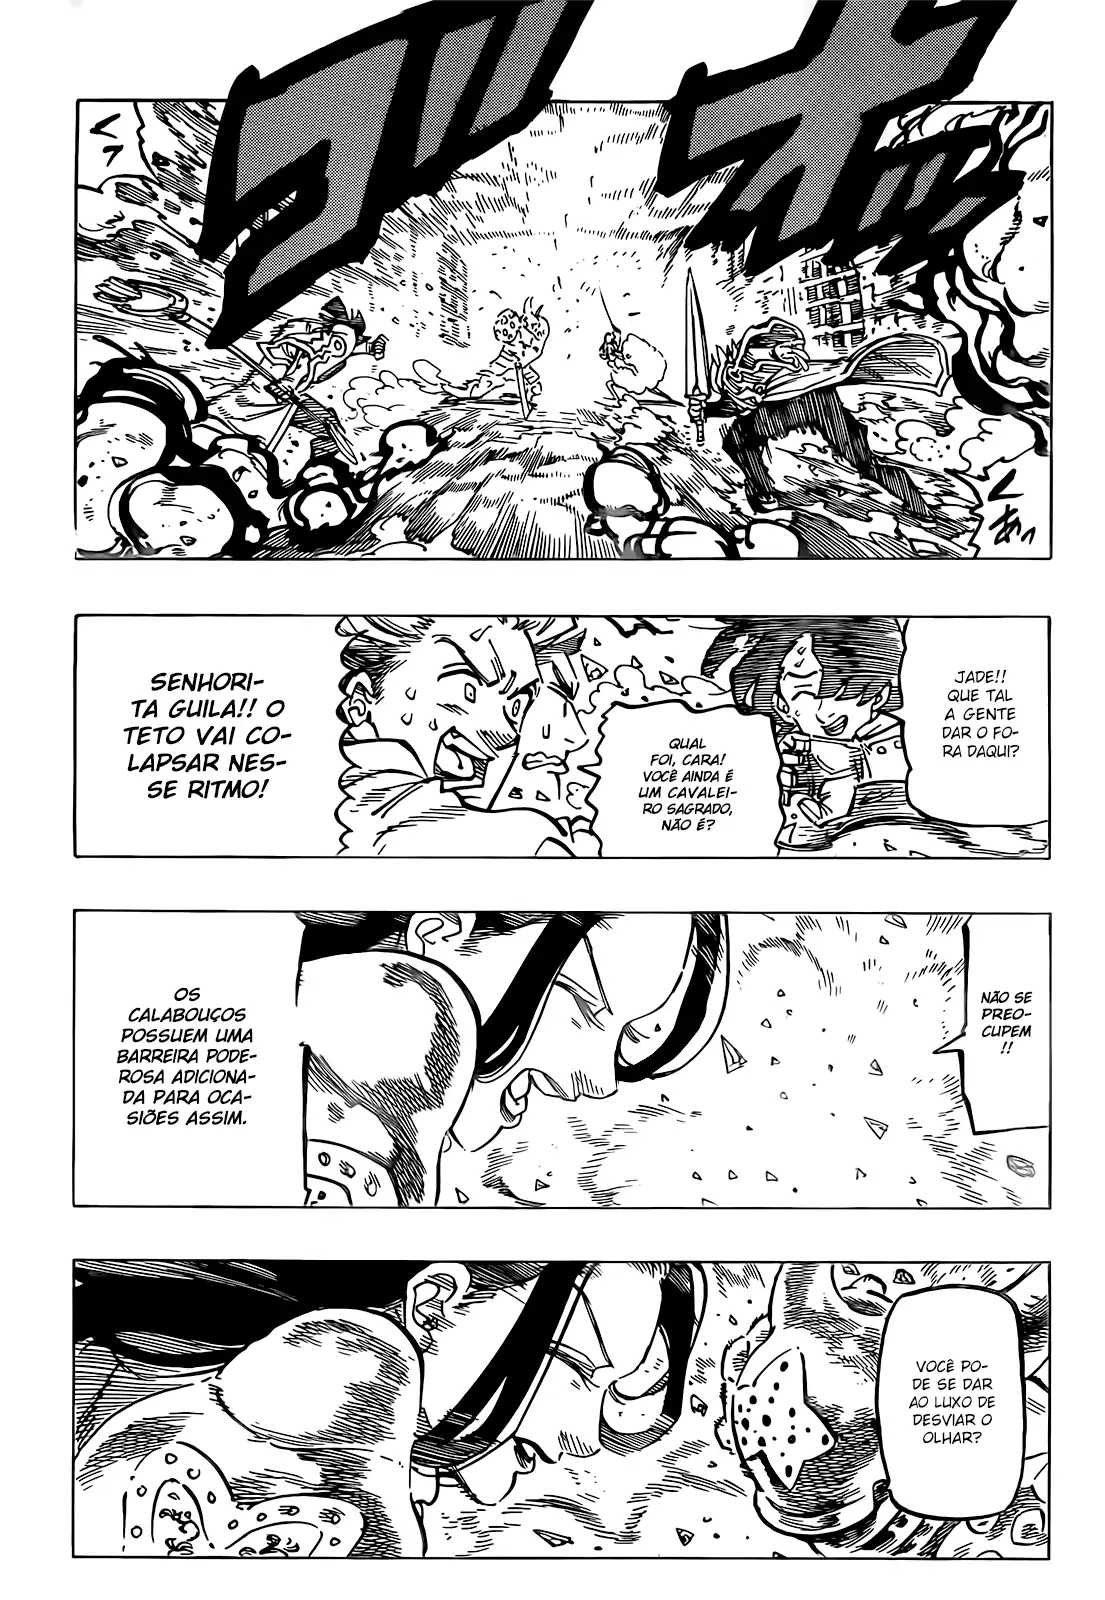 JADE!!
QUE TAL
A GENTE
DAR O FO-
RA DAQUI?
QUAL
FOI, CARA!
VOCÊ AINDA É
UM CAVALEI-
RO SAGRADO,
NÃO É?
SENHORI-
TA GUILA!! O
TETO VAI CO-
LAPSAR NES-
SE RITMO!
NÃO SE
PREO-
CUPEM
!!
OS
CALABOUÇOS
POSSUEM UMA
BARREIRA PODE-
ROSA ADICIONA-
DA PARA OCA-
SIÕES ASSIM.
VOCÊ PO-
DE SE DAR
AO LUXO DE
DESVIAR O
OLHAR?